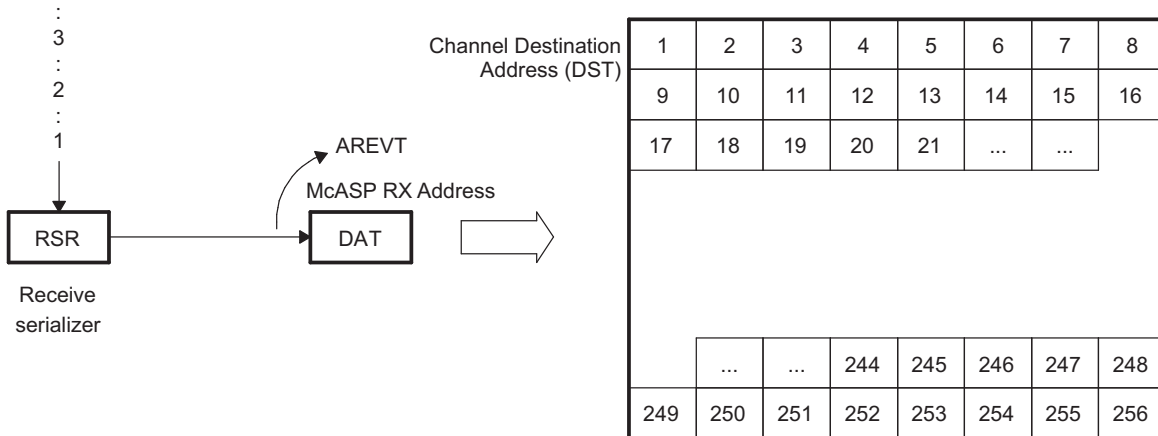 :
3
:
2
:
1
AREVT
McASP RX Address
RSR
DAT
Receive
serializer
Channel Destination
Address (DST)
1 2 3 4 5 6 7 8
9 10 11 12 13 14 15 16
17 18 19 20 21 ... ...
... ... 244 245 246 247 248
249 250 251 252 253 254 255 256